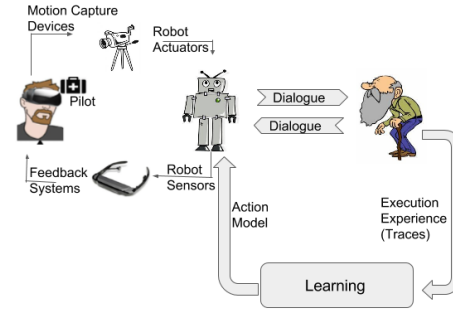 Motion Capture
Devices
Robot
Actuators
Pilot
Dialogue
Dialogue
Feedback
Systems
Robot
Sensors
Action
Model
Execution
Experience
(Traces)
Learning